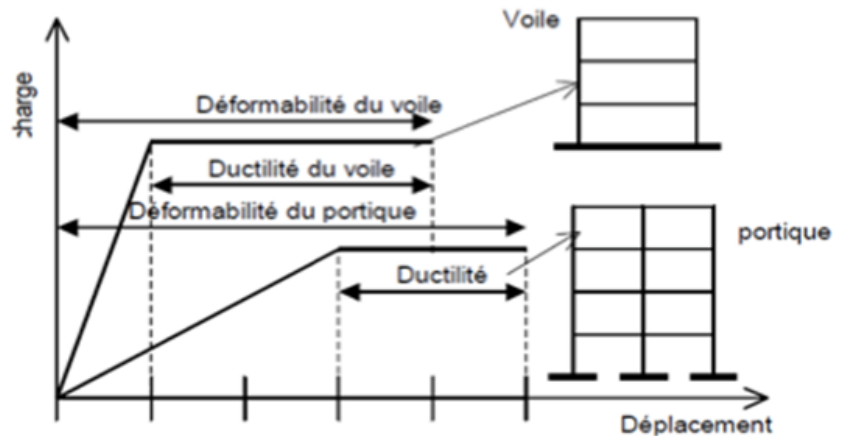 Voile
charge
Déformabilité du voile
Ductilité du voile
Déformabilité du portique
portique
Ductilité
Déplacement